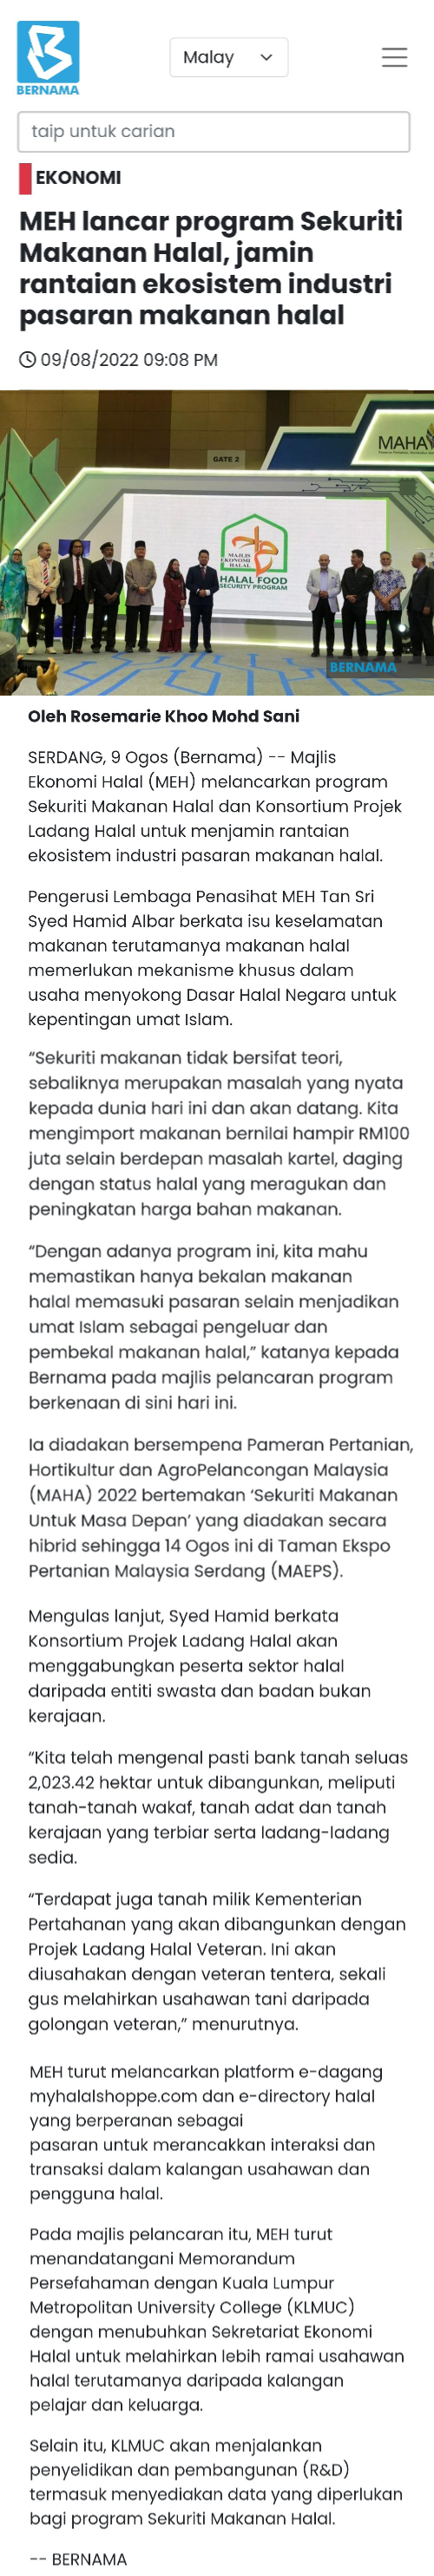 BERNAMA
Malay
taip untuk carian
EKONOMI
MEH lancar program Sekuriti
Makanan Halal, jamin
rantaian ekosistem industri
pasaran makanan halal
09/08/2022 09:08 PM
GATE 2
MAHA
MAJLIS
EKONOMI
HALAL
HALAL FOOD
SECURITY PROGRAM
BERNAMA
Oleh Rosemarie Khoo Mohd Sani
SERDANG, 9 Ogos (Bernama) -- Majlis
Ekonomi Halal (MEH) melancarkan program
Sekuriti Makanan Halal dan Konsortium Projek
Ladang Halal untuk menjamin rantaian
ekosistem industri pasaran makanan halal.
Pengerusi Lembaga Penasihat MEH Tan Sri
Syed Hamid Albar berkata isu keselamatan
makanan terutamanya makanan halal
memerlukan mekanisme khusus dalam
usaha menyokong Dasar Halal Negara untuk
kepentingan umat Islam.
“Sekuriti makanan tidak bersifat teori,
sebaliknya merupakan masalah yang nyata
kepada dunia hari ini dan akan datang. Kita
mengimport makanan bernilai hampir RM100
juta selain berdepan masalah kartel, daging
dengan status halal yang meragukan dan
peningkatan harga bahan makanan.
“Dengan adanya program ini, kita mahu
memastikan hanya bekalan makanan
halal memasuki pasaran selain menjadikan
umat Islam sebagai pengeluar dan
pembekal makanan halal,” katanya kepada
Bernama pada majlis pelancaran program
berkenaan di sini hari ini.
Ia diadakan bersempena Pameran Pertanian,
Hortikultur dan AgroPelancongan Malaysia
(MAHA) 2022 bertemakan ‘Sekuriti Makanan
Untuk Masa Depan’ yang diadakan secara
hibrid sehingga 14 Ogos ini di Taman Ekspo
Pertanian Malaysia Serdang (MAEPS).
Mengulas lanjut, Syed Hamid berkata
Konsortium Projek Ladang Halal akan
menggabungkan peserta sektor halal
daripada entiti swasta dan badan bukan
kerajaan.
“Kita telah mengenal pasti bank tanah seluas
2,023.42 hektar untuk dibangunkan, meliputi
tanah-tanah wakaf, tanah adat dan tanah
kerajaan yang terbiar serta ladang-ladang
sedia.
“Terdapat juga tanah milik Kementerian
Pertahanan yang akan dibangunkan dengan
Projek Ladang Halal Veteran. Ini akan
diusahakan dengan veteran tentera, sekali
gus melahirkan usahawan tani daripada
golongan veteran,” menurutnya.
MEH turut melancarkan platform e-dagang
myhalalshoppe.com dan e-directory halal
yang berperanan sebagai
pasaran untuk merancakkan interaksi dan
transaksi dalam kalangan usahawan dan
pengguna halal.
Pada majlis pelancaran itu, MEH turut
menandatangani Memorandum
Persefahaman dengan Kuala Lumpur
Metropolitan University College (KLMUC)
dengan menubuhkan Sekretariat Ekonomi
Halal untuk melahirkan lebih ramai usahawan
halal terutamanya daripada kalangan
pelajar dan keluarga.
Selain itu, KLMUC akan menjalankan
penyelidikan dan pembangunan (R&D)
termasuk menyediakan data yang diperlukan
bagi program Sekuriti Makanan Halal.
-- BERNAMA